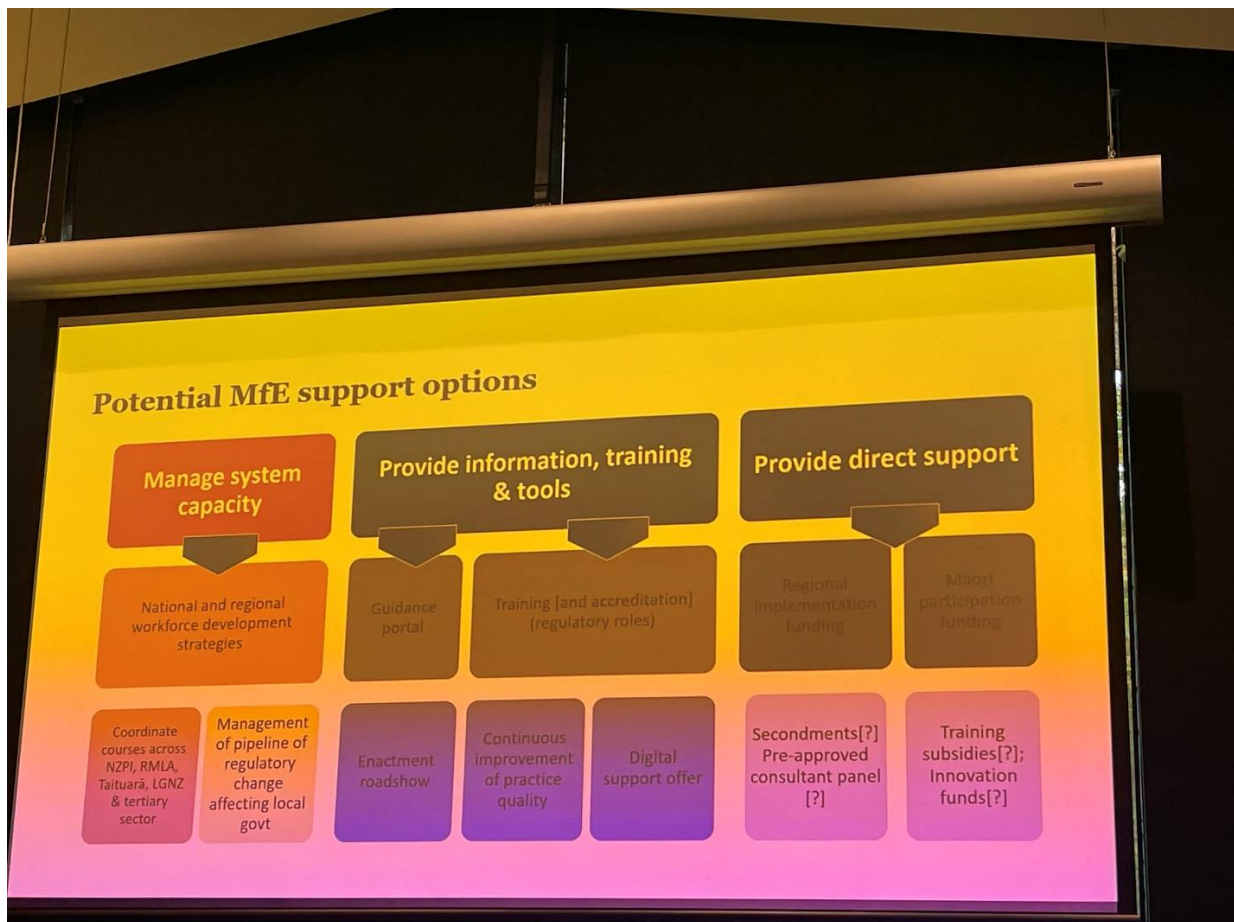 Potential MfE support options
Manage system
capacity
Provide information, training
& tools
Provide direct support
National and regional
workforce development
strategies
Guidance
portal
Training [and accreditation]
(regulatory roles)
Regional
implementation
funding
Māori
participation
funding
Coordinate
courses across
NZPI, RMLA,
Taituarā, LGNZ
& tertiary
sector
Management
of pipeline of
regulatory
change
affecting local
govt
Enactment
roadshow
Continuous
improvement
of practice
quality
Digital
support offer
Secondments[?]
Pre-approved
consultant panel
[?]
Training
subsidies[?];
Innovation
funds[?]